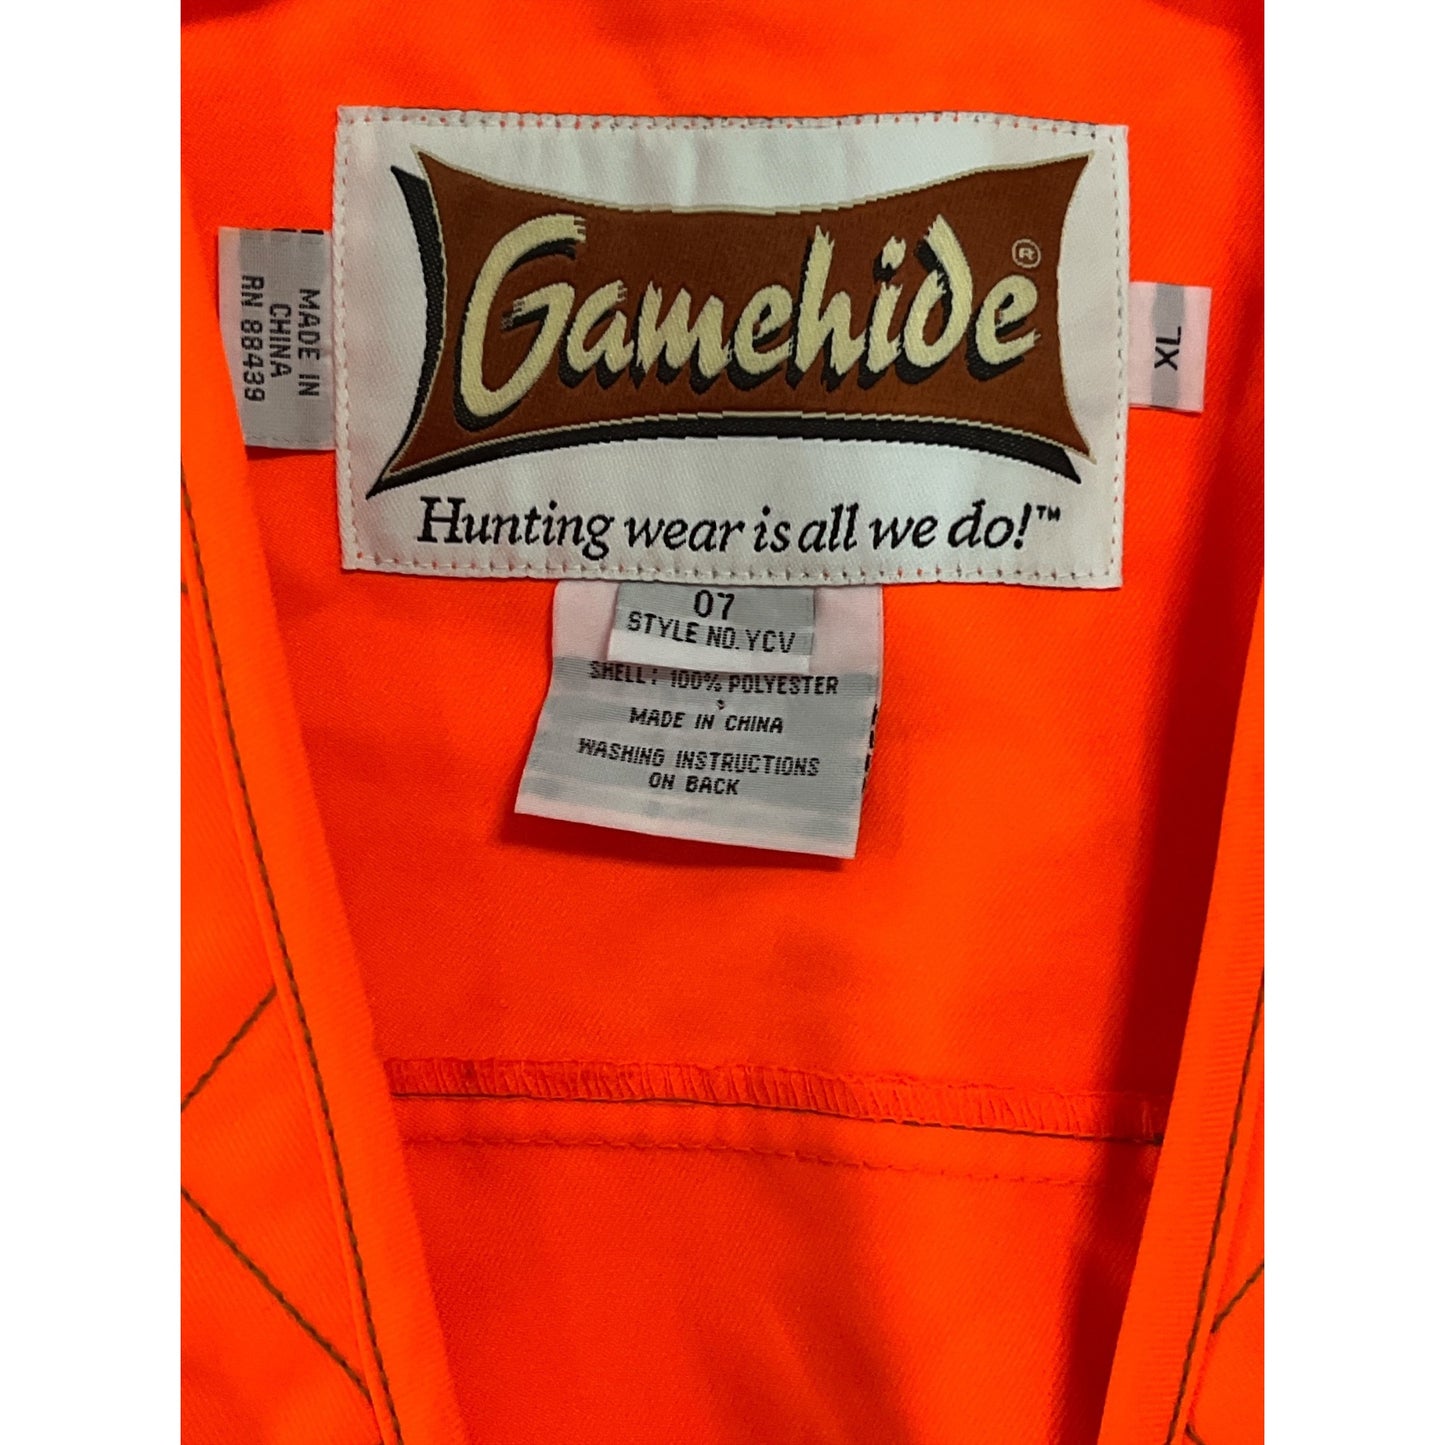 Gamehide®
Hunting wear is all we do!™
MADE IN
CHINA
RN 88439
XL
07
STYLE NO. YCV
SHELL: 100% POLYESTER
MADE IN CHINA
WASHING INSTRUCTIONS
ON BACK